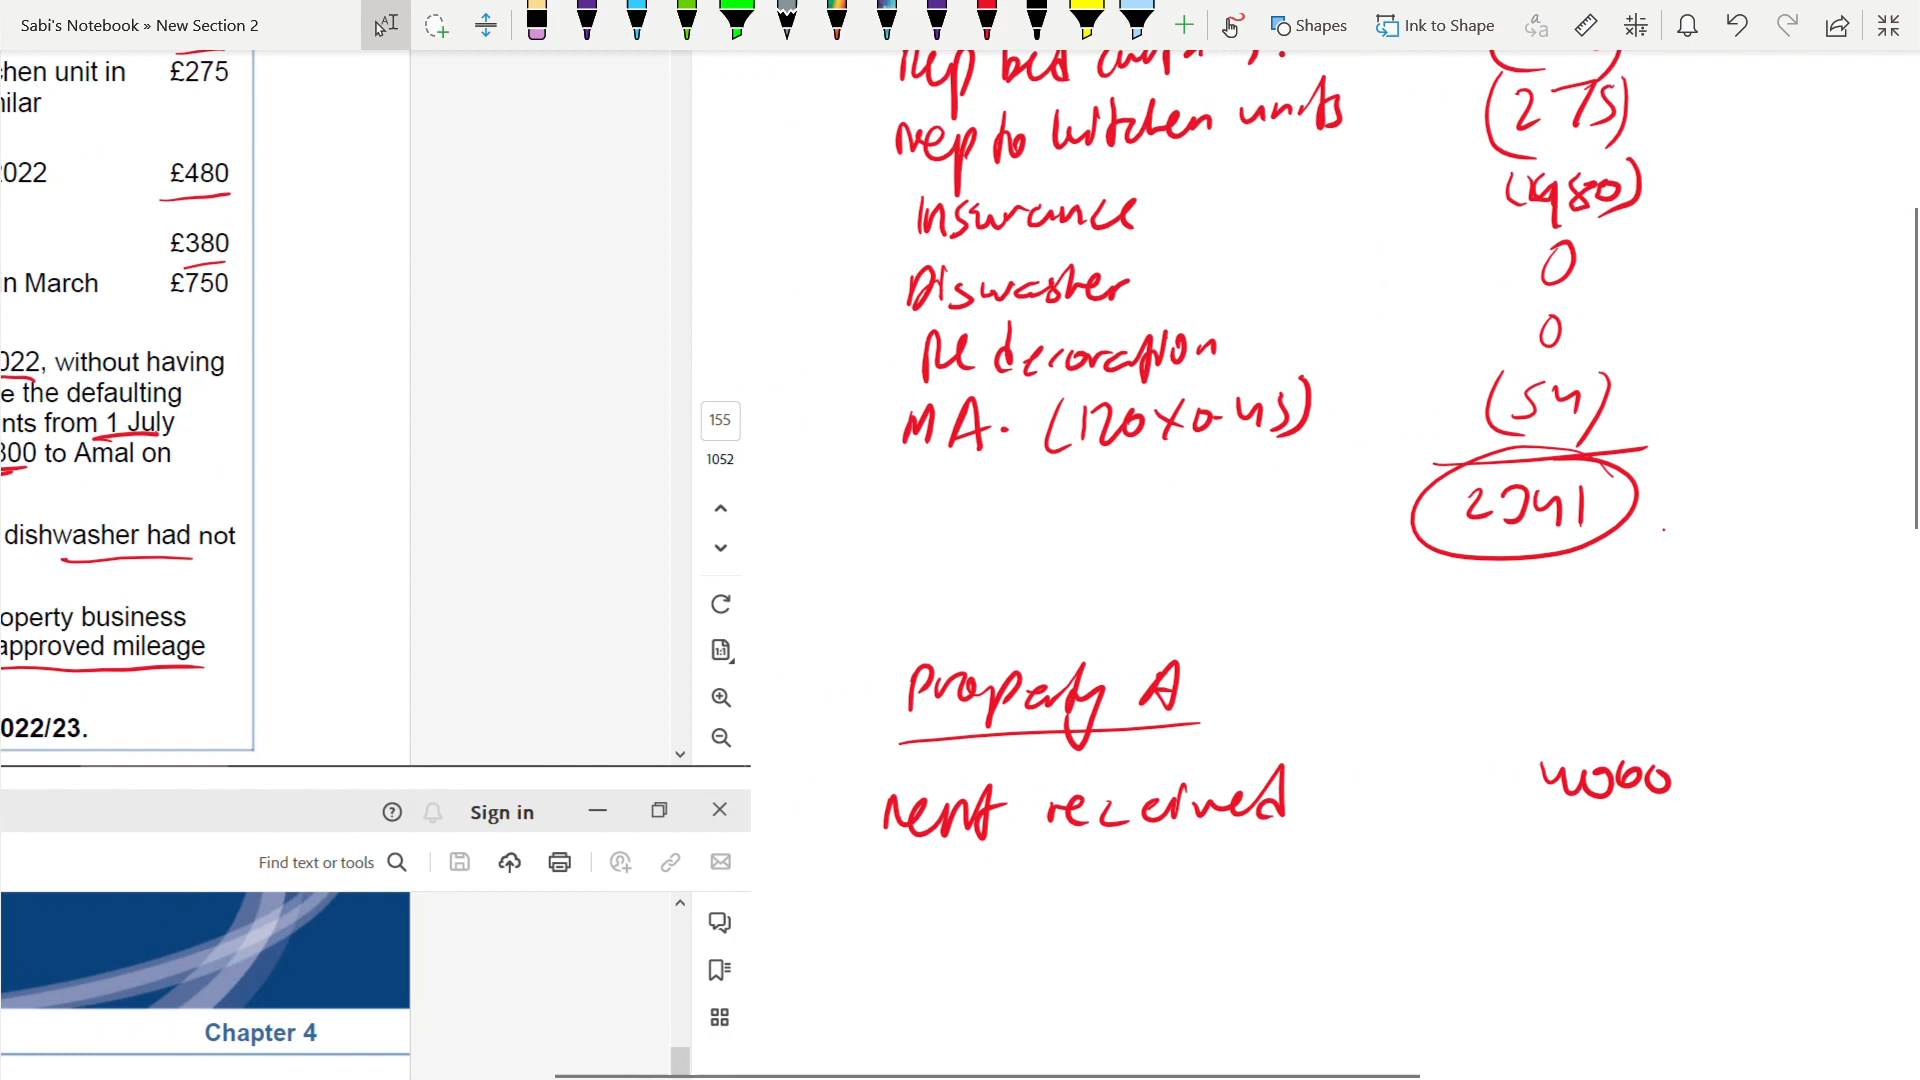 Sabi's Notebook » New Section 2
Shapes
Ink to Shape
hen unit in £275
ilar
022 £480
£380
n March £750
022, without having
e the defaulting
nts from 1 July
300 to Amal on
dishwasher had not
operty business
approved mileage
022/23.
155
1052
Sign in
Find text or tools
Chapter 4
rep to kitchen units (275)
Insurance
Diswasher 0
Redecoration 0
MA. (120x0.45) (54)
2941
Property A
rent received 4060